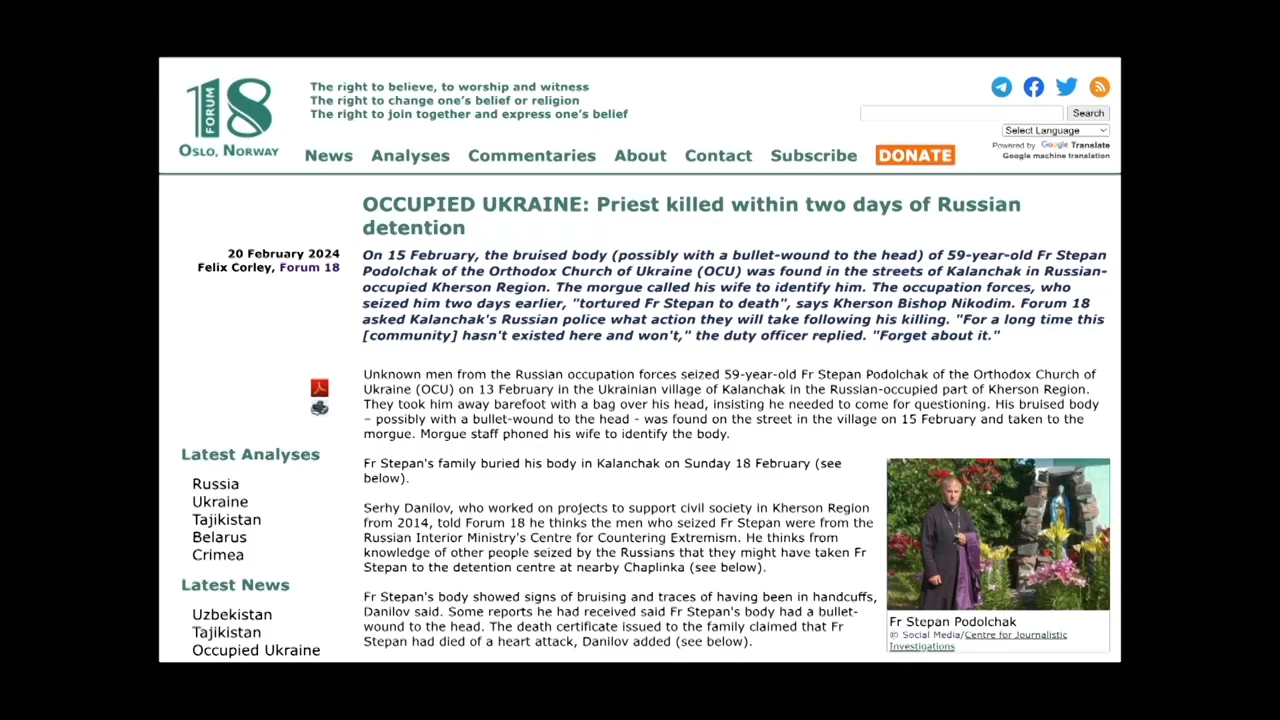 FORUM 18
OSLO, NORWAY
The right to believe, to worship and witness
The right to change one's belief or religion
The right to join together and express one's belief
Search
Select Language
Powered by Google Translate
Google machine translation
News Analyses Commentaries About Contact Subscribe DONATE
OCCUPIED UKRAINE: Priest killed within two days of Russian
detention
20 February 2024
Felix Corley, Forum 18
On 15 February, the bruised body (possibly with a bullet-wound to the head) of 59-year-old Fr Stepan
Podolchak of the Orthodox Church of Ukraine (OCU) was found in the streets of Kalanchak in Russian-
occupied Kherson Region. The morgue called his wife to identify him. The occupation forces, who
seized him two days earlier, "tortured Fr Stepan to death", says Kherson Bishop Nikodim. Forum 18
asked Kalanchak's Russian police what action they will take following his killing. "For a long time this
[community] hasn't existed here and won't," the duty officer replied. "Forget about it."
Unknown men from the Russian occupation forces seized 59-year-old Fr Stepan Podolchak of the Orthodox Church of
Ukraine (OCU) on 13 February in the Ukrainian village of Kalanchak in the Russian-occupied part of Kherson Region.
They took him away barefoot with a bag over his head, insisting he needed to come for questioning. His bruised body
– possibly with a bullet-wound to the head - was found on the street in the village on 15 February and taken to the
morgue. Morgue staff phoned his wife to identify the body.
Fr Stepan's family buried his body in Kalanchak on Sunday 18 February (see
below).
Serhy Danilov, who worked on projects to support civil society in Kherson Region
from 2014, told Forum 18 he thinks the men who seized Fr Stepan were from the
Russian Interior Ministry's Centre for Countering Extremism. He thinks from
knowledge of other people seized by the Russians that they might have taken Fr
Stepan to the detention centre at nearby Chaplinka (see below).
Fr Stepan's body showed signs of bruising and traces of having been in handcuffs,
Danilov said. Some reports he had received said Fr Stepan's body had a bullet-
wound to the head. The death certificate issued to the family claimed that Fr
Stepan had died of a heart attack, Danilov added (see below).
Fr Stepan Podolchak
© Social Media/Centre for Journalistic
Investigations
Latest Analyses
Russia
Ukraine
Tajikistan
Belarus
Crimea
Latest News
Uzbekistan
Tajikistan
Occupied Ukraine